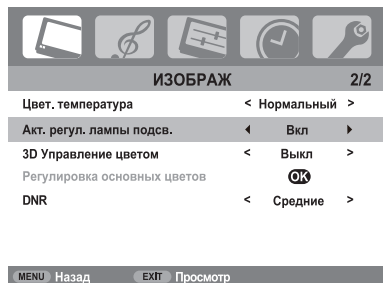 ИЗОБРАЖ 2/2
Цвет. температура < Нормальный >
Акт. регул. лампы подсв. Вкл
3D Управление цветом < Выкл >
Регулировка основных цветов OK
DNR < Средние >
MENU Назад EXIT Просмотр